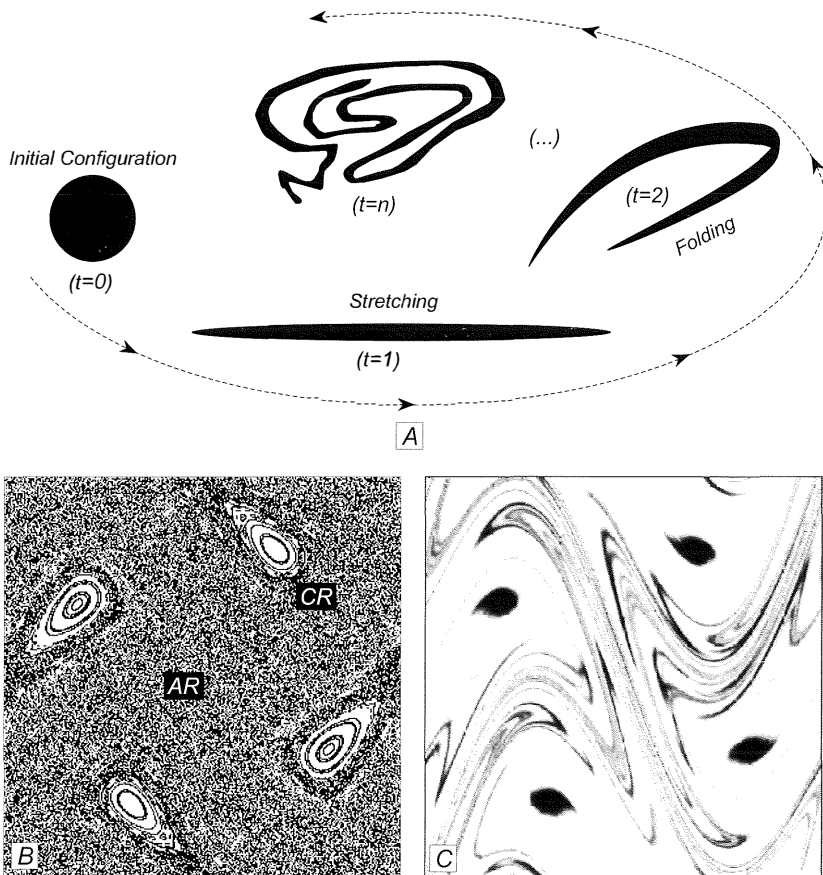 Initial Configuration
(t=0)
(t=n)
(...)
(t=2)
Folding
Stretching
(t=1)
A
CR
AR
B
C